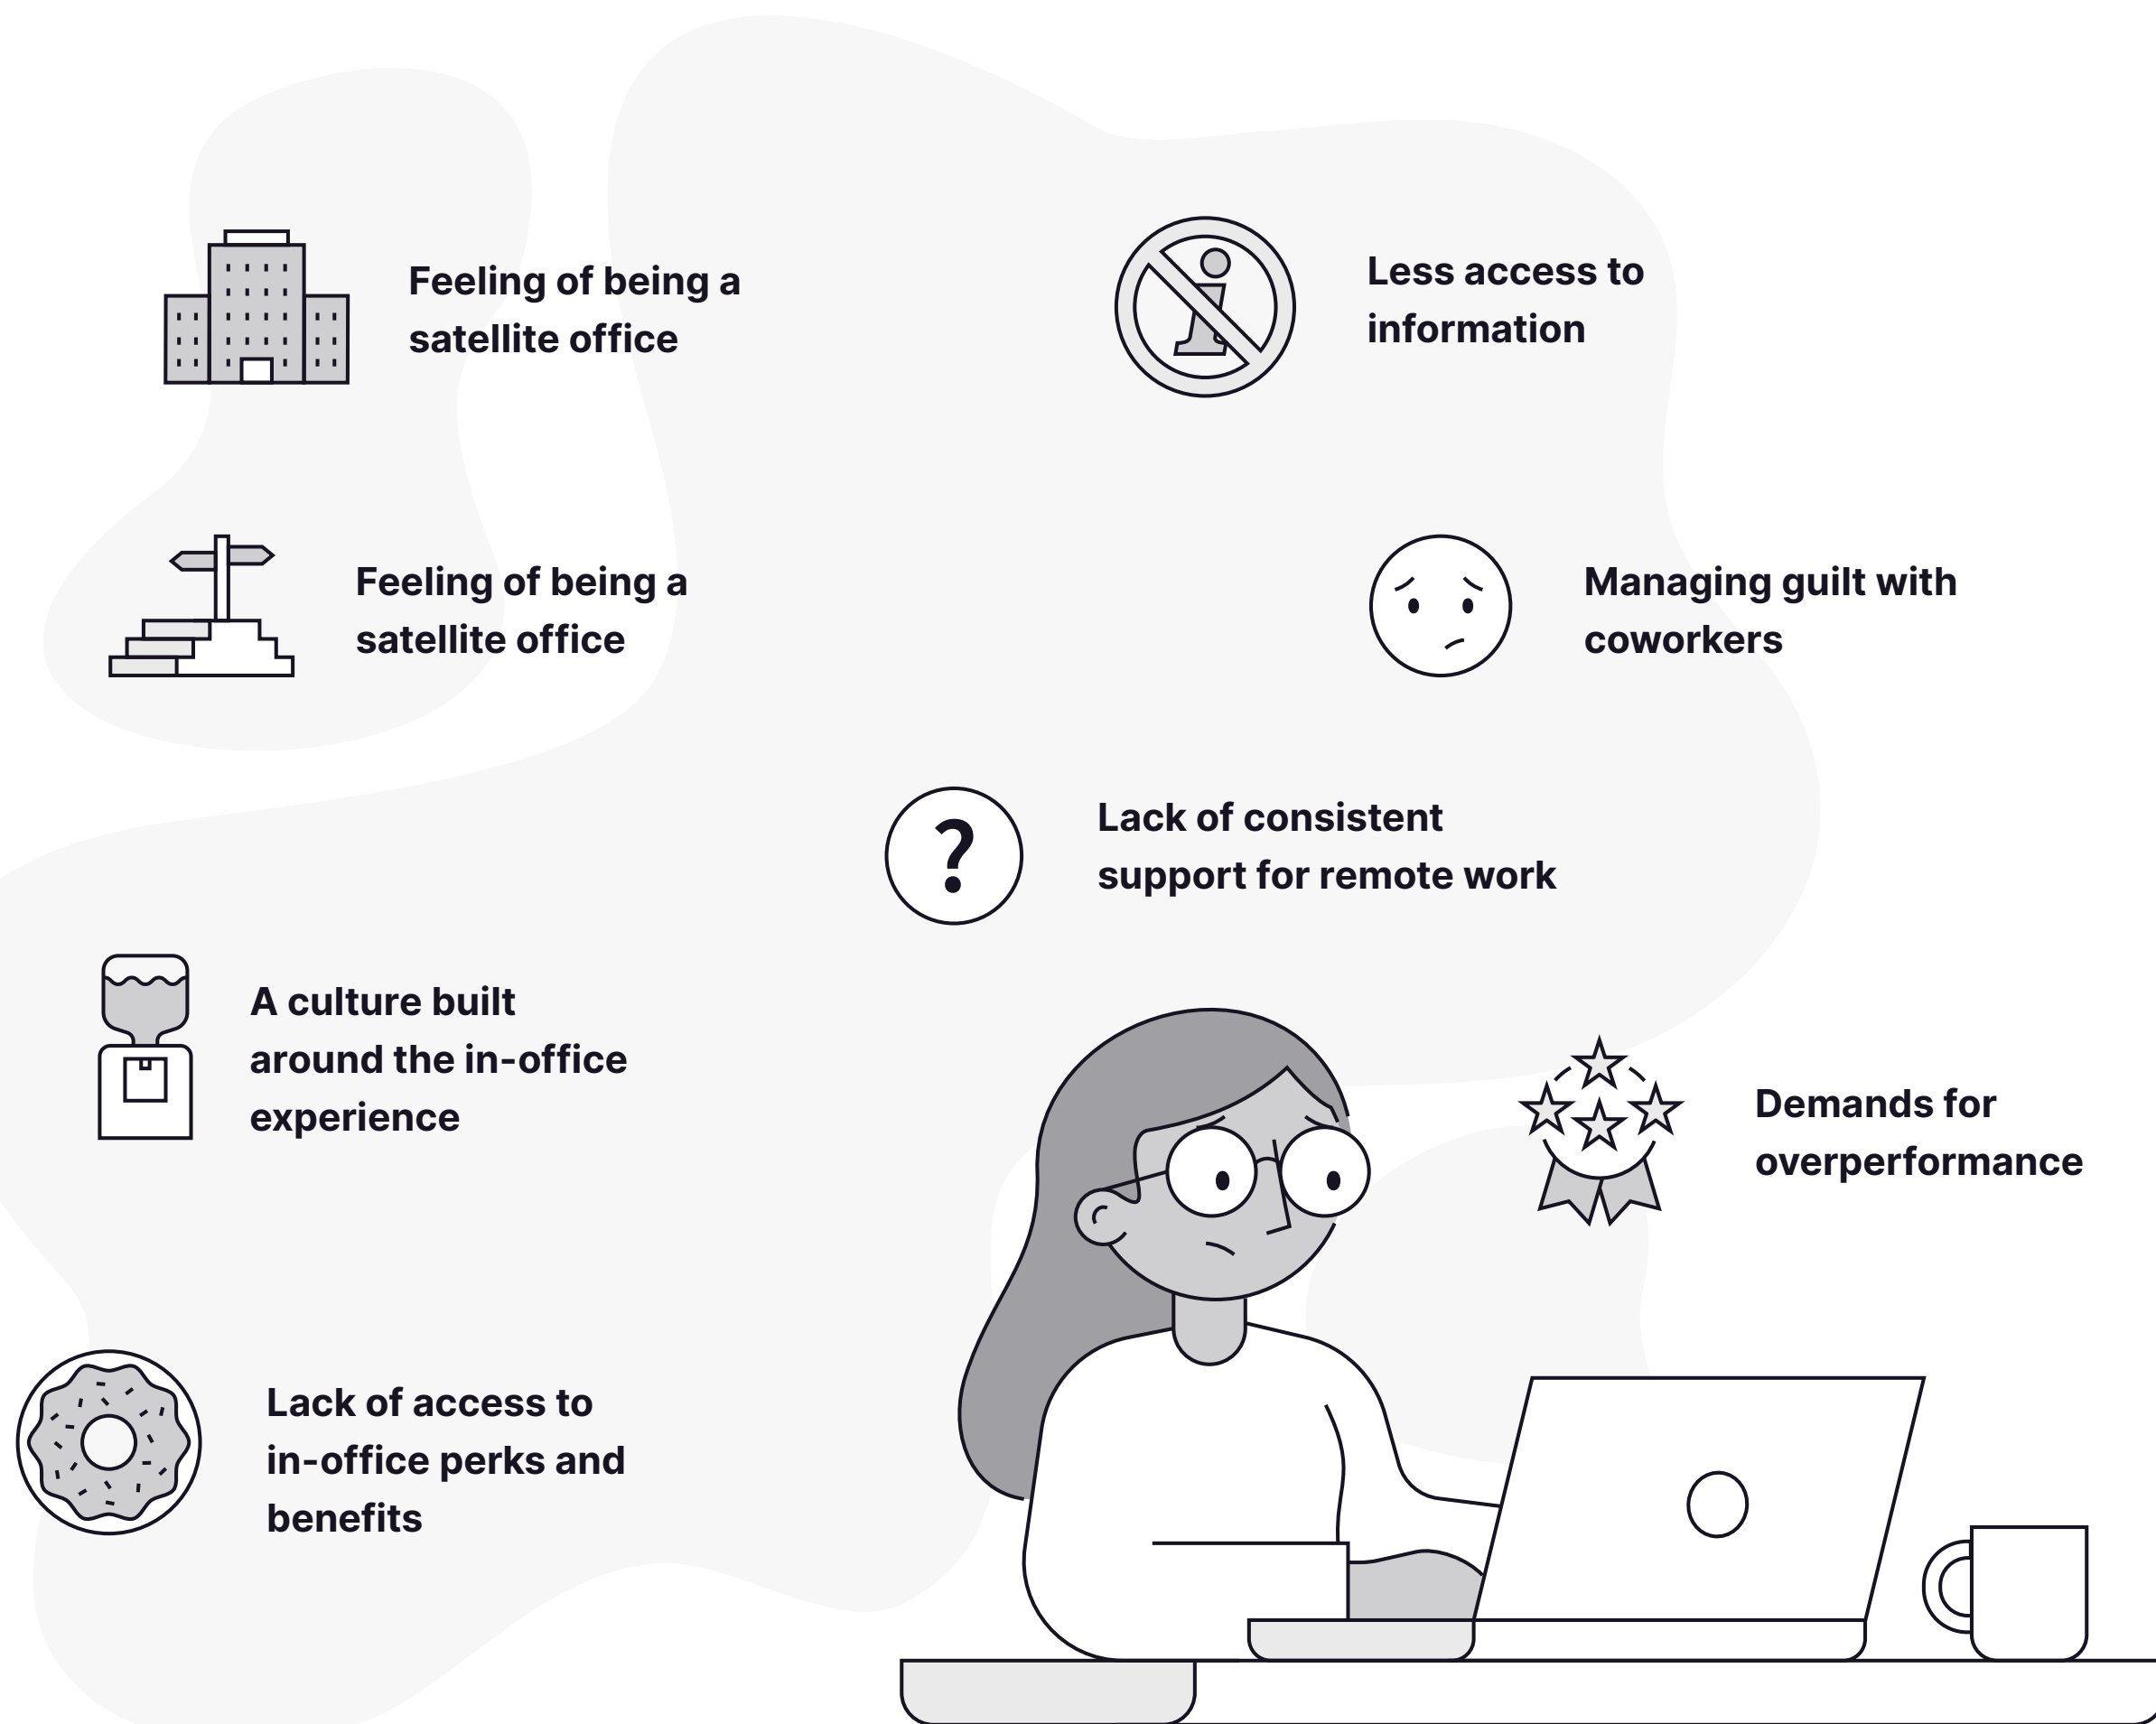 Feeling of being a
satellite office
Less access to
information
Feeling of being a
satellite office
Managing guilt with
coworkers
?
Lack of consistent
support for remote work
A culture built
around the in-office
experience
Demands for
overperformance
Lack of access to
in-office perks and
benefits